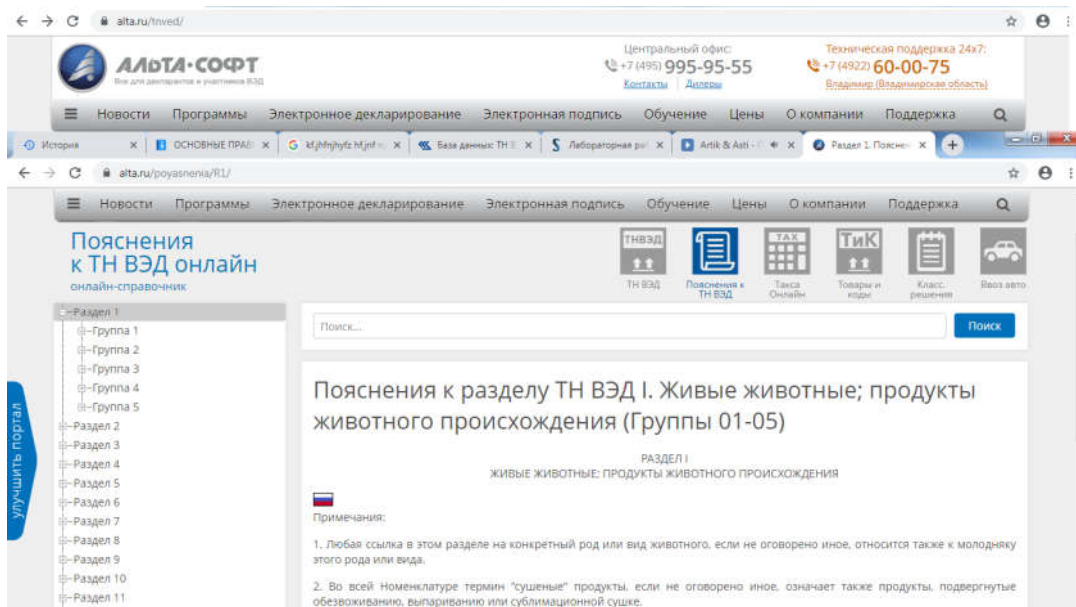 alta.ru/tnved/
АЛЬТА·СОФТ
Все для декларантов и участников ВЭД
Центральный офис:
+7 (495) 995-95-55
Контакты Дилеры
Техническая поддержка 24x7:
+7 (4922) 60-00-75
Владимир (Владимирская область)
Новости Программы Электронное декларирование Электронная подпись Обучение Цены О компании Поддержка
История ОСНОВНЫЕ ПРАВ База данных ТН Лабораторная Artik & Asti - Раздел 1. Поясне
alta.ru/poyasnenia/R1/
Новости Программы Электронное декларирование Электронная подпись Обучение Цены О компании Поддержка
Пояснения
к ТН ВЭД онлайн
онлайн-справочник
ТНВЭД TAX ТиК
ТН ВЭД Пояснения к ТН ВЭД Такса Онлайн Товары и коды Класс. решения Ввоз авто
Раздел 1
Группа 1
Группа 2
Группа 3
Группа 4
Группа 5
Раздел 2
Раздел 3
Раздел 4
Раздел 5
Раздел 6
Раздел 7
Раздел 8
Раздел 9
Раздел 10
Раздел 11
улучшить портал
Поиск... Поиск
Пояснения к разделу ТН ВЭД I. Живые животные; продукты
животного происхождения (Группы 01-05)
РАЗДЕЛ I
ЖИВЫЕ ЖИВОТНЫЕ; ПРОДУКТЫ ЖИВОТНОГО ПРОИСХОЖДЕНИЯ
Примечания:
1. Любая ссылка в этом разделе на конкретный род или вид животного, если не оговорено иное, относится также к молодняку
этого рода или вида.
2. Во всей Номенклатуре термин "сушеные" продукты, если не оговорено иное, означает также продукты, подвергнутые
обезвоживанию, выпариванию или сублимационной сушке.